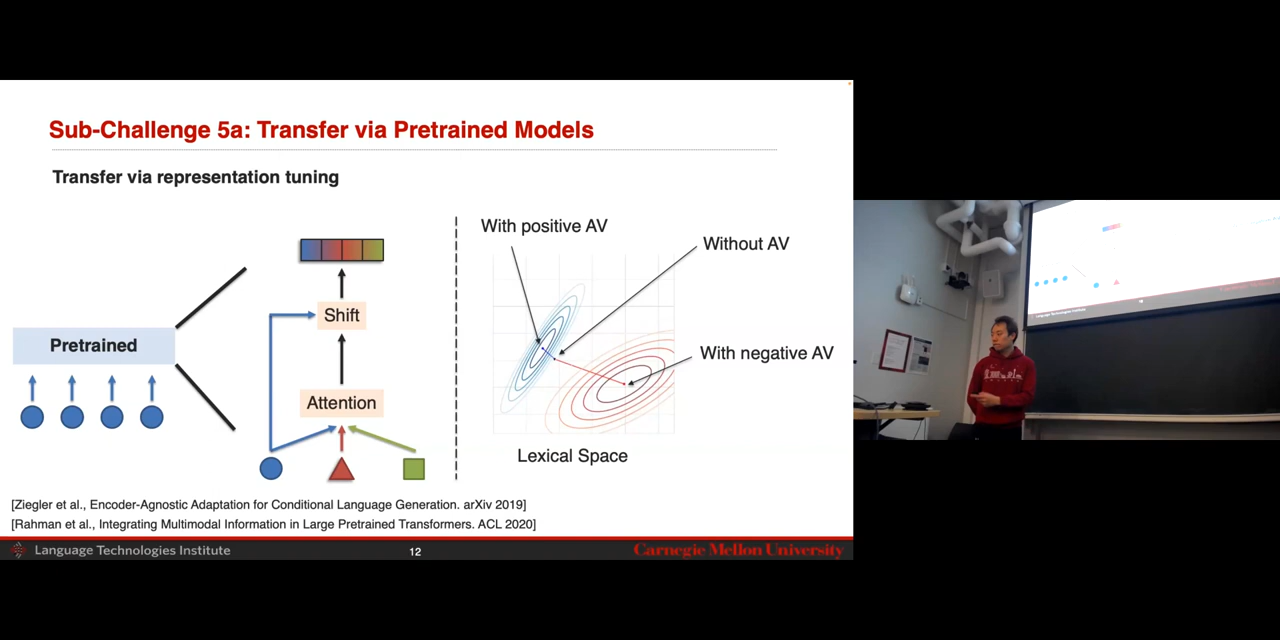 Sub-Challenge 5a: Transfer via Pretrained Models
Transfer via representation tuning
Pretrained
Shift
Attention
With positive AV
Without AV
With negative AV
Lexical Space
[Ziegler et al., Encoder-Agnostic Adaptation for Conditional Language Generation. arXiv 2019]
[Rahman et al., Integrating Multimodal Information in Large Pretrained Transformers. ACL 2020]
Language Technologies Institute
12
Carnegie Mellon University